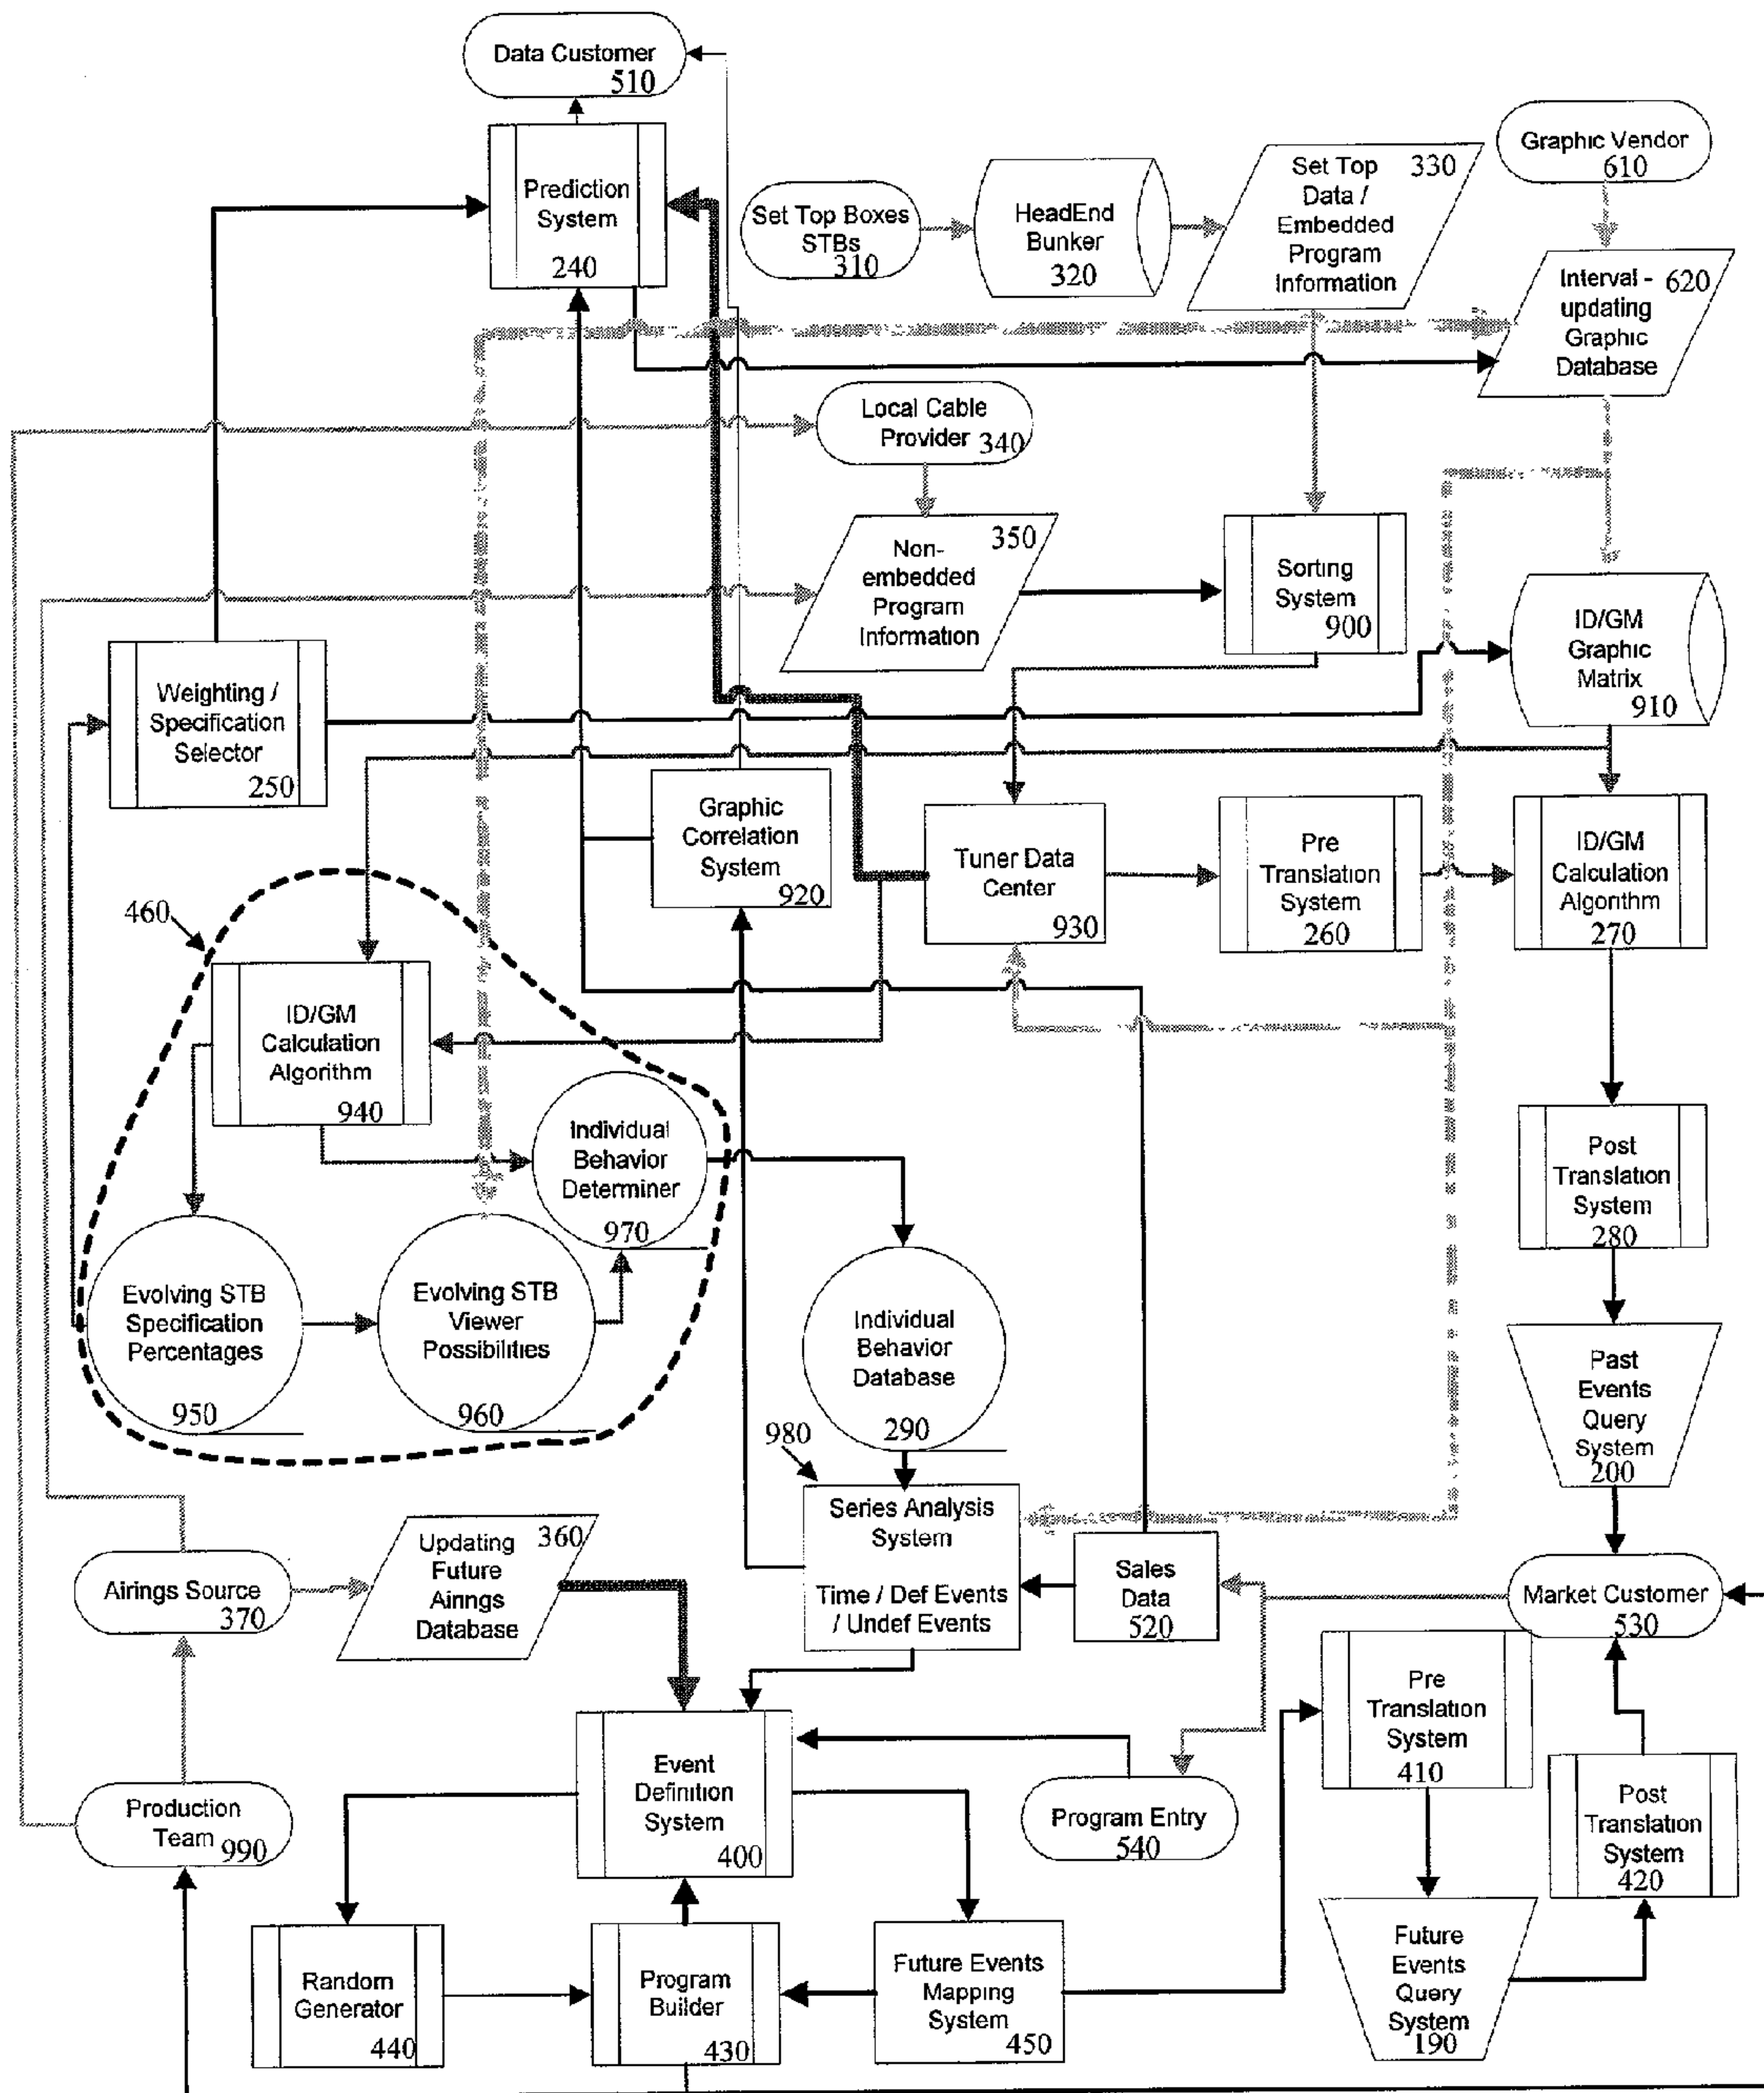 Data Customer
510
Prediction
System
240
Set Top Boxes
STBs
310
HeadEnd
Bunker
320
Set Top
Data /
Embedded
Program
Information
330
Graphic Vendor
610
Interval -
updating
Graphic
Database
620
Local Cable
Provider 340
Non-
embedded
Program
Information
350
Sorting
System
900
ID/GM
Graphic
Matrix
910
Weighting /
Specification
Selector
250
Graphic
Correlation
System
920
Tuner Data
Center
930
Pre
Translation
System
260
ID/GM
Calculation
Algorithm
270
460
ID/GM
Calculation
Algorithm
940
Individual
Behavior
Determiner
970
Post
Translation
System
280
Evolving STB
Specification
Percentages
950
Evolving STB
Viewer
Possibilities
960
Individual
Behavior
Database
290
Past
Events
Query
System
200
980
Series Analysis
System
Time / Def Events
/ Undef Events
Sales
Data
520
Market Customer
530
Airings Source
370
Updating
Future
Airings
Database
360
Pre
Translation
System
410
Production
Team 990
Event
Definition
System
400
Program Entry
540
Post
Translation
System
420
Random
Generator
440
Program
Builder
430
Future Events
Mapping
System
450
Future
Events
Query
System
190